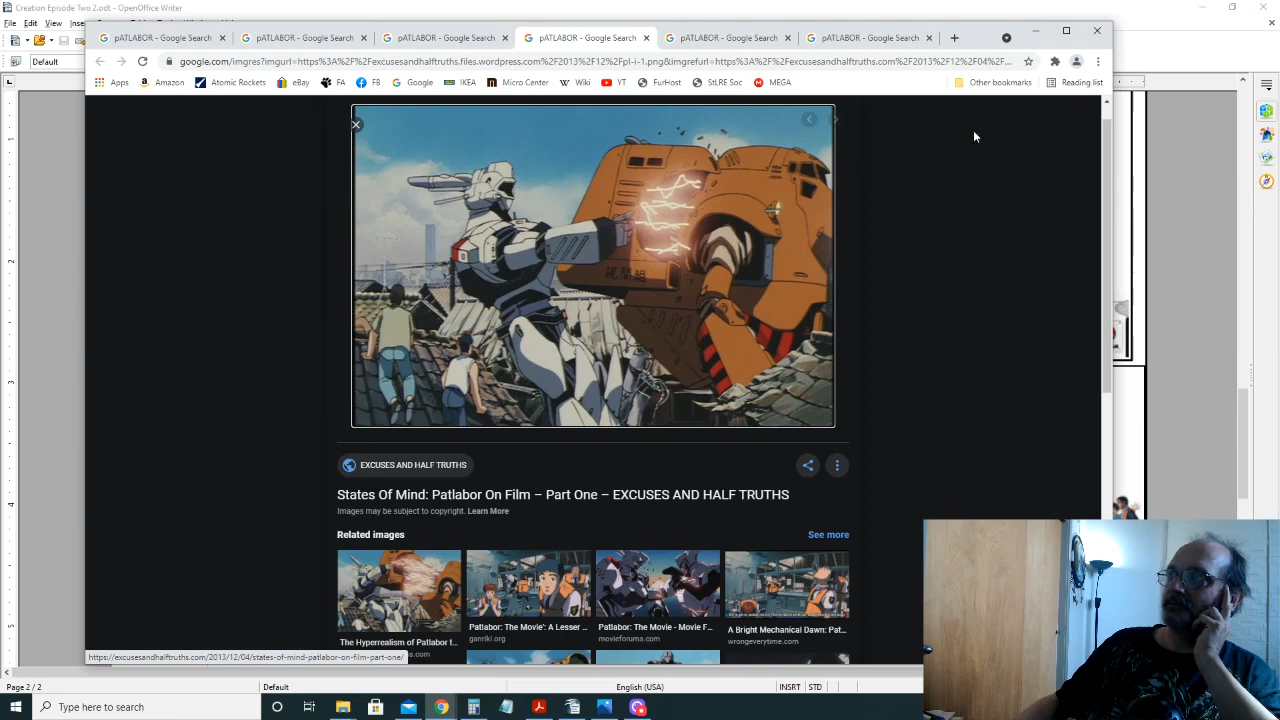 Creation Episode Two 2.odt - OpenOffice Writer
File Edit View Inse
pATLABOR - Google Search pATLABOR - Google Search pATLABOR - Google Search pATLABOR - Google Search pATLABOR - Google Search pATLABOR - Google Search
Default
google.com/imgres?imgurl=https%3A%2F%2Fexcusesandhalftruths.files.wordpress.com%2F2013%2F12%2Fpl-i-1.png&imgrefurl=https%3A%2F%2Fexcusesandhalftruths.com%2F2013%2F12%2F04%2F...
Apps Amazon Atomic Rockets eBay FA FB Google IKEA Micro Center Wiki YT FurHost StLRE Soc MEGA Other bookmarks Reading list
EXCUSES AND HALF TRUTHS
States Of Mind: Patlabor On Film – Part One – EXCUSES AND HALF TRUTHS
Images may be subject to copyright. Learn More
Related images See more
The Hyperrealism of Patlabor I...
s.com
Patlabor: The Movie': A Lesser ...
ganriki.org
Patlabor: The Movie - Movie F...
movieforums.com
A Bright Mechanical Dawn: Pat...
wrongeverytime.com
https://excusesandhalftruths.com/2013/12/04/states-of-mind-patlabor-on-film-part-one/
Page 2 / 2 Default English (USA) INSRT STD
Type here to search